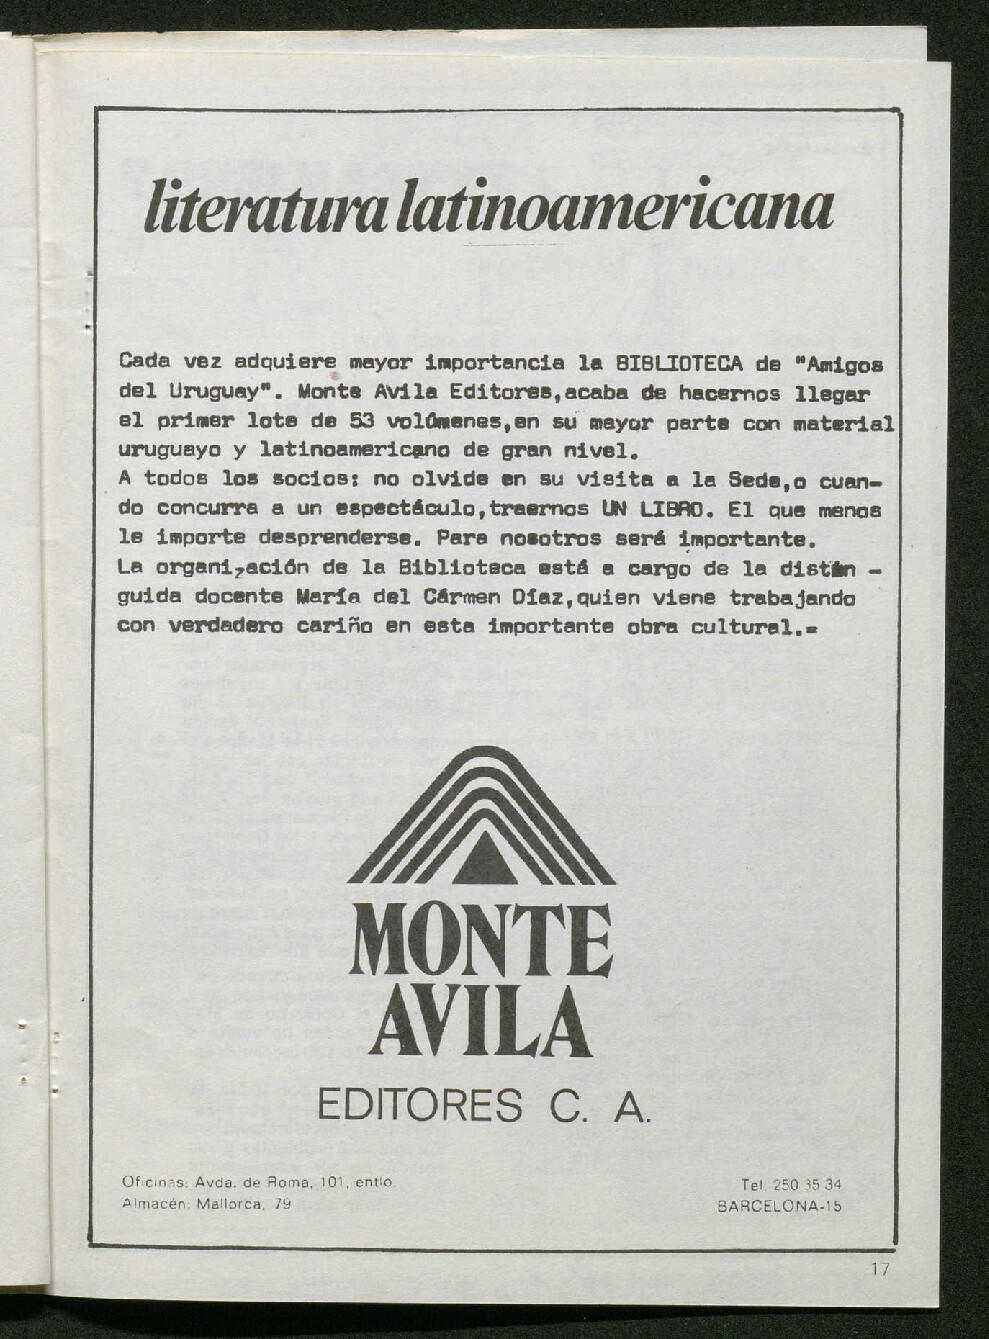 literatura latinoamericana
Cada vez adquiere mayor importancia la BIBLIOTECA de "Amigos
del Uruguay". Monte Avila Editores,acaba de hacernos llegar
el primer lote de 53 volúmenes,en su mayor parte con material
uruguayo y latinoamericano de gran nivel.
A todos los socios: no olvide en su visita a la Sede,o cuan-
do concurra a un espectáculo,traernos UN LIBRO. El que menos
le importe desprenderse. Para nosotros será importante.
La organización de la Biblioteca está a cargo de la distin -
guida docente María del Cármen Díaz,quien viene trabajando
con verdadero cariño en esta importante obra cultural.=
MONTE
AVILA
EDITORES C. A.
Oficinas: Avda. de Roma, 101, entlo.
Almacén: Mallorca, 79
Tel. 250 35 34
BARCELONA-15
17